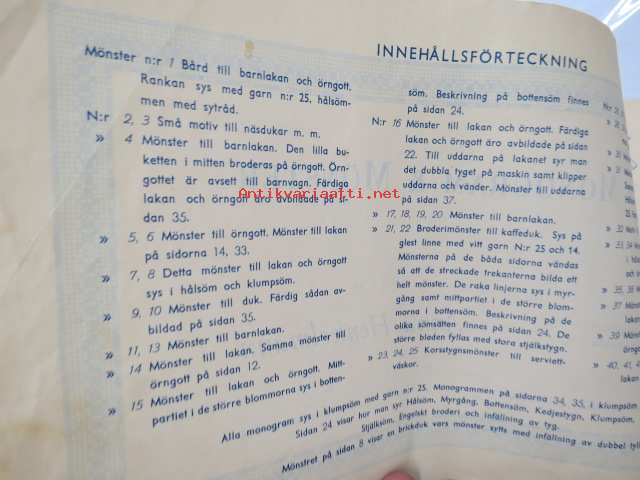 INNEHÅLLSFÖRTECKNING
Mönster n:r 1 Bård till barnlakan och örngott.
Rankan sys med garn n:r 25, hålsöm-
men med sytråd.
N:r 2, 3 Små motiv till näsdukar m. m.
» 4 Mönster till barnlakan. Den lilla bu-
ketten i mitten broderas på örngott. Örn-
gottet är avsett till barnvagn. Färdiga
lakan och örngott äro avbildade på si-
dan 35.
» 5, 6 Mönster till örngott. Mönster till lakan
på sidorna 14, 33.
» 7, 8 Detta mönster till lakan och örngott
sys i hålsöm och klumpsöm.
» 9, 10 Mönster till duk. Färdig sådan av-
bildad på sidan 35.
» 11, 13 Mönster till barnlakan.
» 14 Mönster till lakan. Samma mönster till
örngott på sidan 12.
» 15 Mönster till lakan och örngott. Mitt-
partiet i de större blommorna sys i botten-
söm. Beskrivning på bottensöm finnes
på sidan 24.
N:r 16 Mönster till lakan och örngott. Färdiga
lakan och örngott äro avbildade på sidan
22. Till uddarna på lakanet syr man
det dubbla tyget på maskin samt klipper
uddarna och vänder. Mönster till uddarna
på sidan 37.
» 17, 18, 19, 20 Mönster till barnlakan.
» 21, 22 Broderimönster till kaffeduk. Sys på
glest linne med vitt garn N:r 25 och 14.
Mönsterna på de båda sidorna vändas
så att de streckade trekanterna bilda ett
helt mönster. De raka linjerna sys i myr-
gång samt mittpartiet i de större blom-
morna i bottensöm. Beskrivning på de
olika sömsätten finnes på sidan 24. De
större bleden fyllas med stora stjälkstygn.
» 23, 24, 25 Korsstygnsmönster till serviett-
väskor.
Alla monogram sys i klumpsöm med garn n:r 25. Monogrammen på sidorna 34, 35, i klumpsöm
Sidan 24 visar hur man syr Hålsöm, Myrgång, Bottensöm, Kedjestygn, Klumpsöm,
Stjälksöm, Engelskt broderi och infällning av tyg.
Mönstret på sidan 8 visar en brickduk vars mönster sytts med infällning av dubbel tyll
Antikvariaatti.net